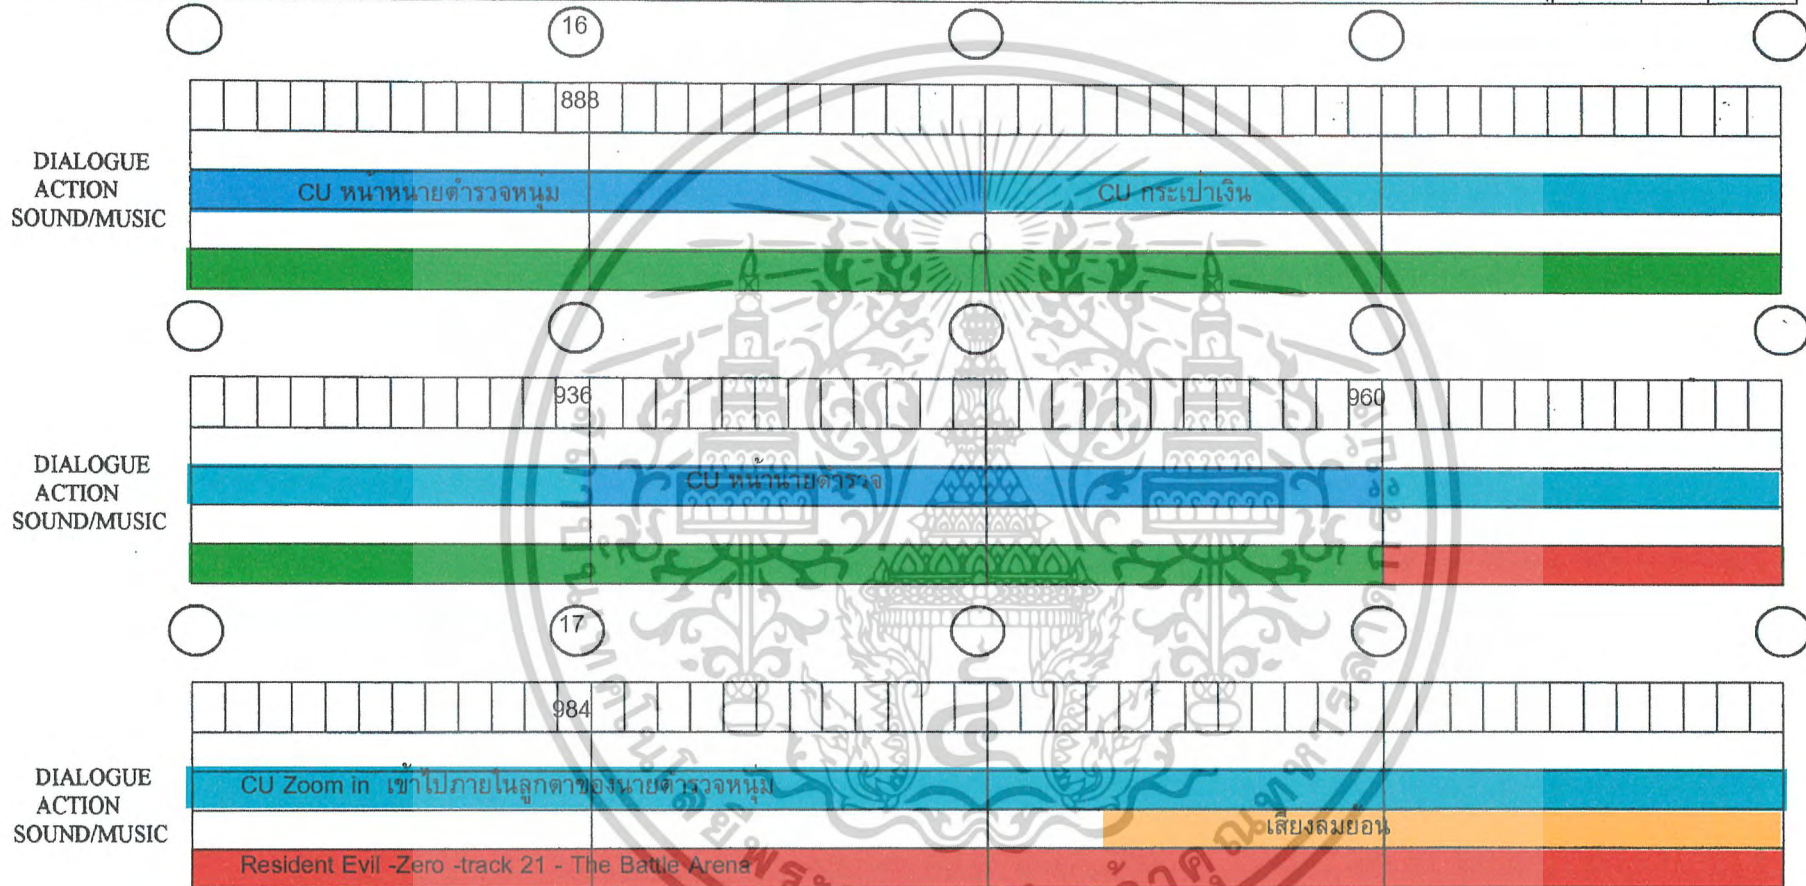 16
888
DIALOGUE
ACTION
SOUND/MUSIC
CU หน้าหนายตำรวจหนุ่ม
CU กระเป๋าเงิน
936
960
DIALOGUE
ACTION
SOUND/MUSIC
CU หน้านายตำรวจ
17
984
DIALOGUE
ACTION
SOUND/MUSIC
CU Zoom in เข้าไปภายในลูกตาของนายตำรวจหนุ่ม
เสียงลมย้อน
Resident Evil -Zero -track 21 - The Battle Arena